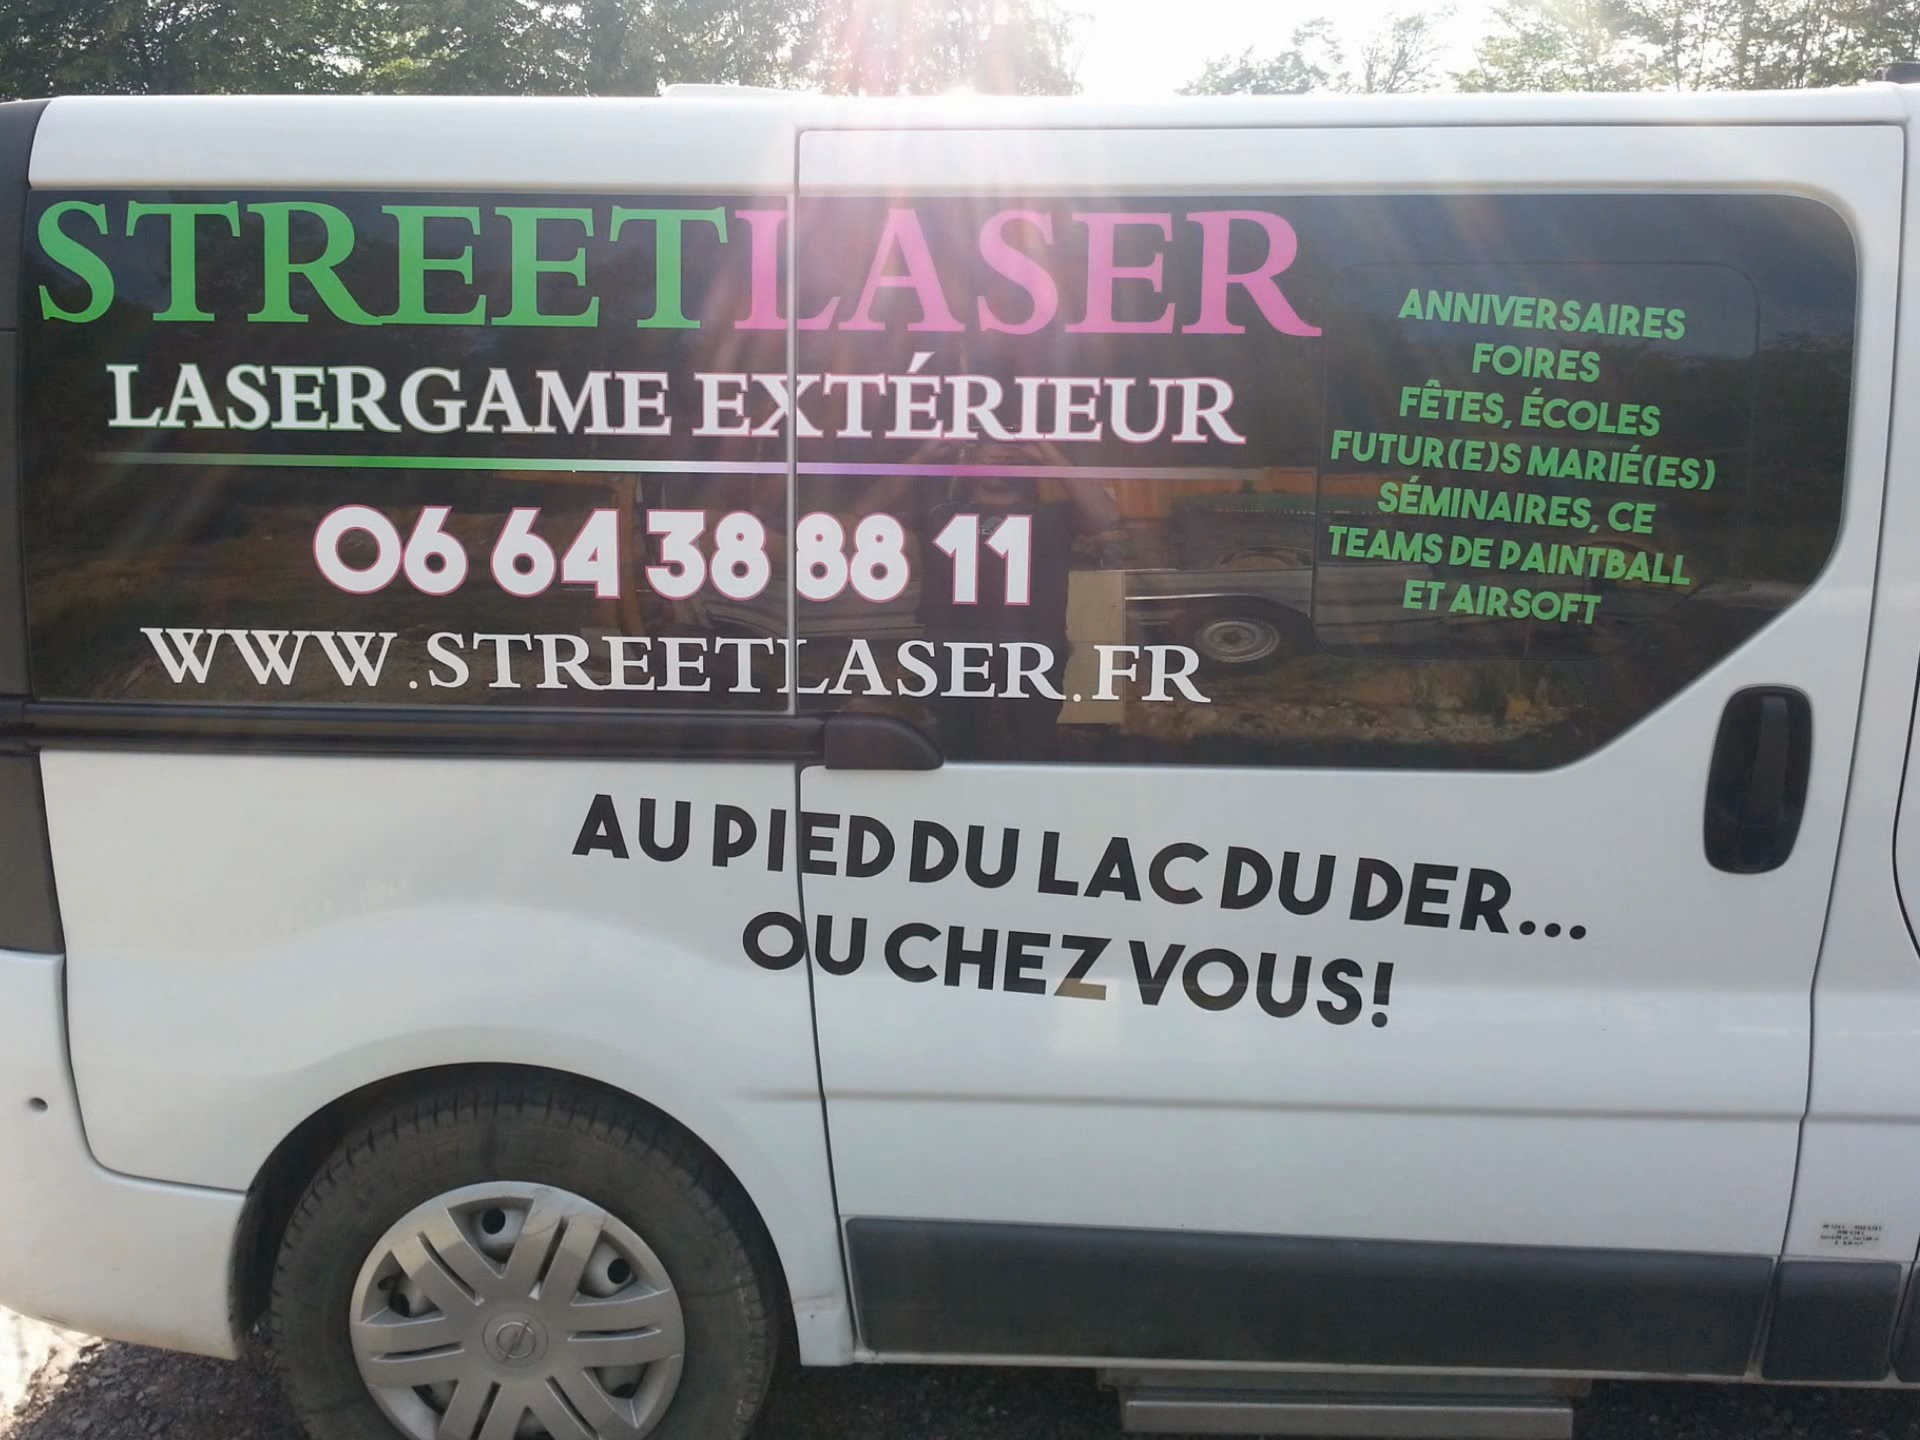 STREETLASER
LASERGAME EXTÉRIEUR
06 64 38 88 11
WWW.STREETLASER.FR
ANNIVERSAIRES
FOIRES
FÊTES, ÉCOLES
FUTUR(E)S MARIÉ(ES)
SÉMINAIRES, CE
TEAMS DE PAINTBALL
ET AIRSOFT
AU PIED DU LAC DU DER...
OU CHEZ VOUS!